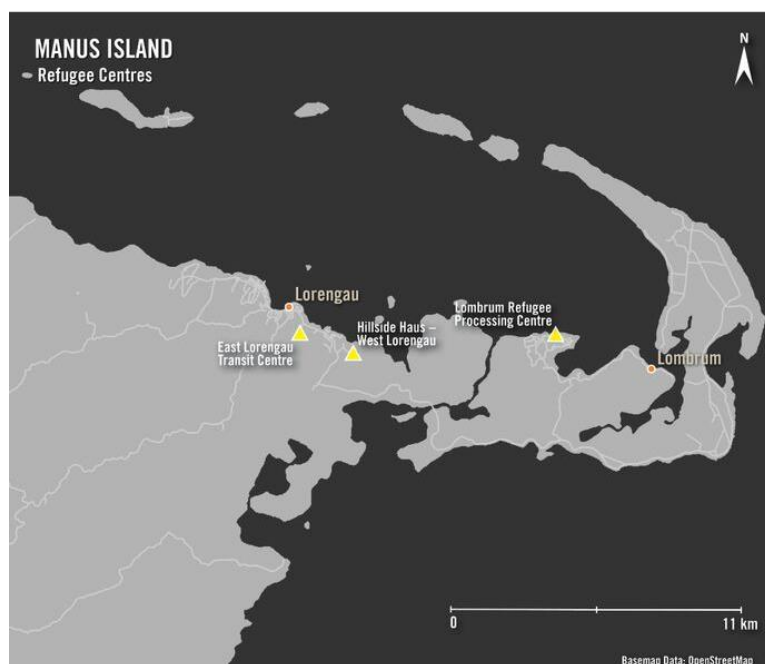 MANUS ISLAND
Refugee Centres
N
Lorengau
East Lorengau
Transit Centre
Hillside Haus –
West Lorengau
Lombrum Refugee
Processing Centre
Lombrum
0
11 km
Basemap Data: OpenStreetMap